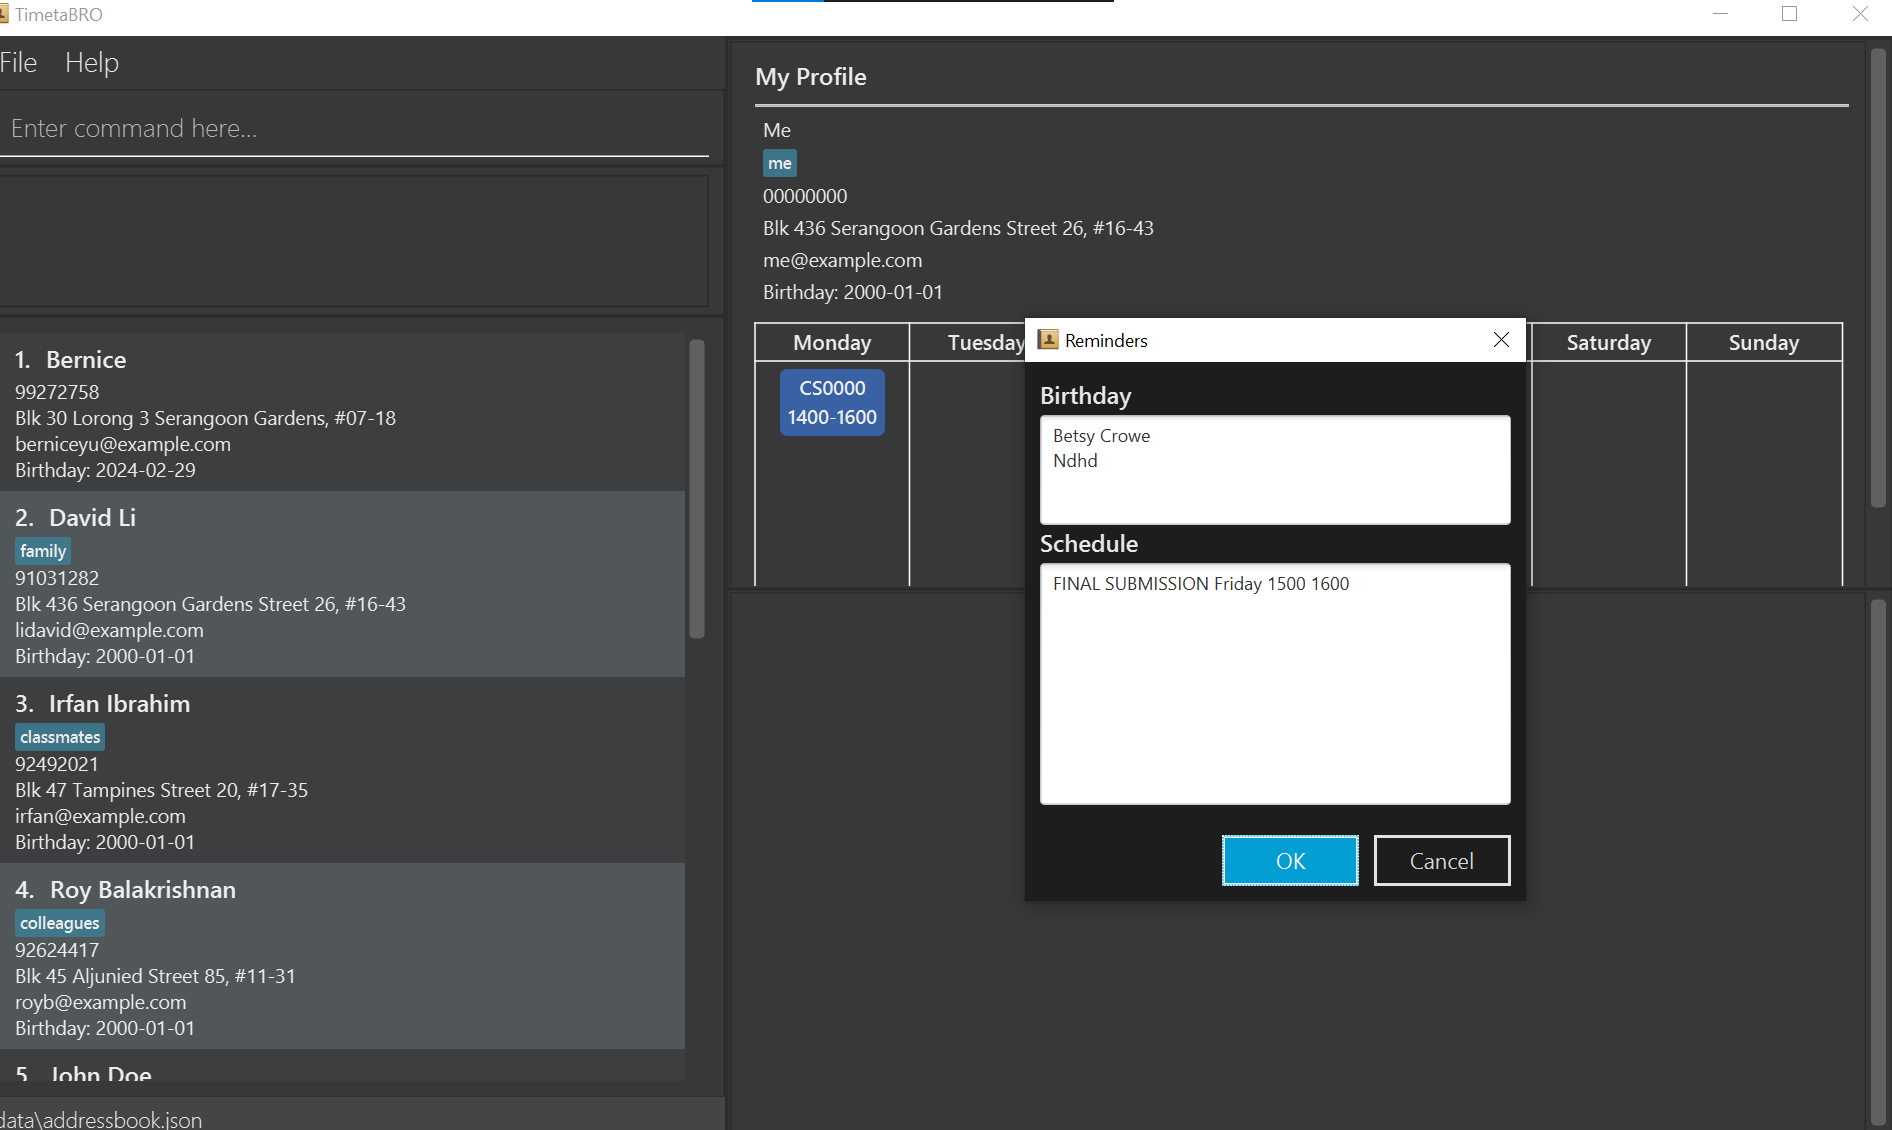 TimetaBRO
File Help
Enter command here...
1. Bernice
99272758
Blk 30 Lorong 3 Serangoon Gardens, #07-18
berniceyu@example.com
Birthday: 2024-02-29
2. David Li
family
91031282
Blk 436 Serangoon Gardens Street 26, #16-43
lidavid@example.com
Birthday: 2000-01-01
3. Irfan Ibrahim
classmates
92492021
Blk 47 Tampines Street 20, #17-35
irfan@example.com
Birthday: 2000-01-01
4. Roy Balakrishnan
colleagues
92624417
Blk 45 Aljunied Street 85, #11-31
royb@example.com
Birthday: 2000-01-01
5. John Doe
data\addressbook.json
My Profile
Me
me
00000000
Blk 436 Serangoon Gardens Street 26, #16-43
me@example.com
Birthday: 2000-01-01
Monday Tuesday Saturday Sunday
CS0000
1400-1600
Reminders
Birthday
Betsy Crowe
Ndhd
Schedule
FINAL SUBMISSION Friday 1500 1600
OK Cancel